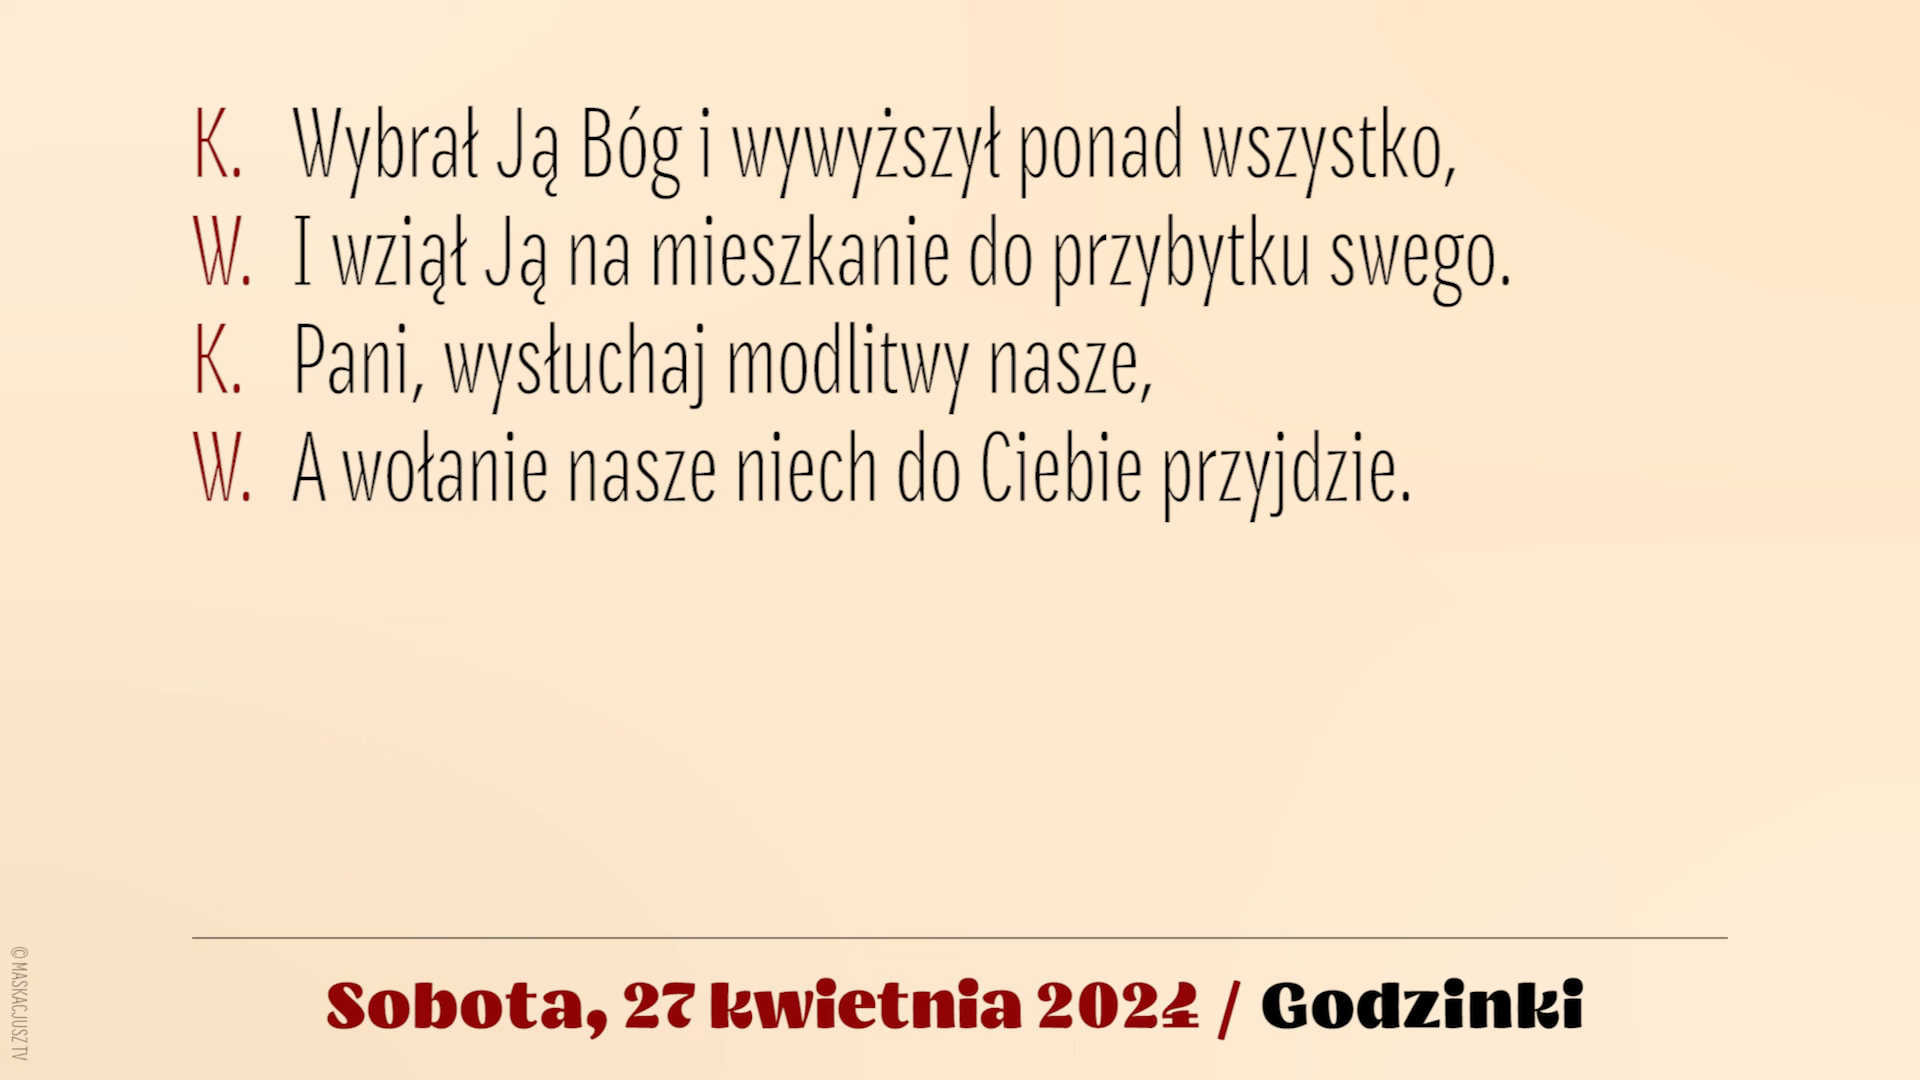 K. Wybrał Ją Bóg i wywyższył ponad wszystko,
W. I wziął Ją na mieszkanie do przybytku swego.
K. Pani, wysłuchaj modlitwy nasze,
W. A wołanie nasze niech do Ciebie przyjdzie.
Sobota, 27 kwietnia 2024 / Godzinki
© MASKACJUSZ TV